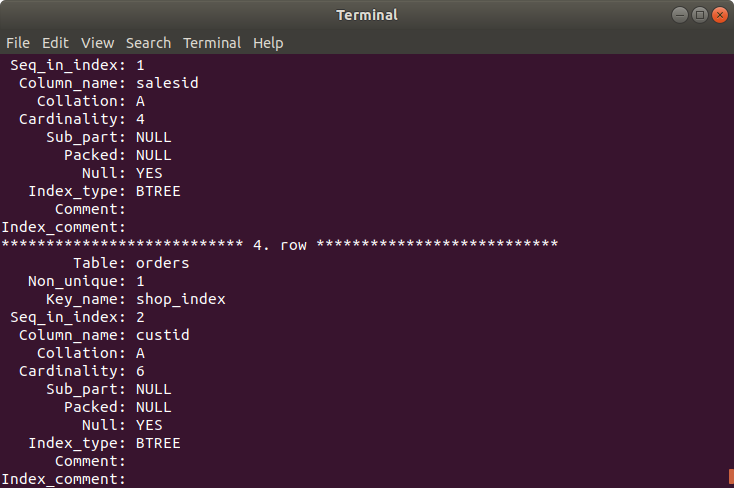 Terminal
File Edit View Search Terminal Help
Seq_in_index: 1
Column_name: salesid
Collation: A
Cardinality: 4
Sub_part: NULL
Packed: NULL
Null: YES
Index_type: BTREE
Comment:
Index_comment:
*************************** 4. row ***************************
Table: orders
Non_unique: 1
Key_name: shop_index
Seq_in_index: 2
Column_name: custid
Collation: A
Cardinality: 6
Sub_part: NULL
Packed: NULL
Null: YES
Index_type: BTREE
Comment:
Index_comment: